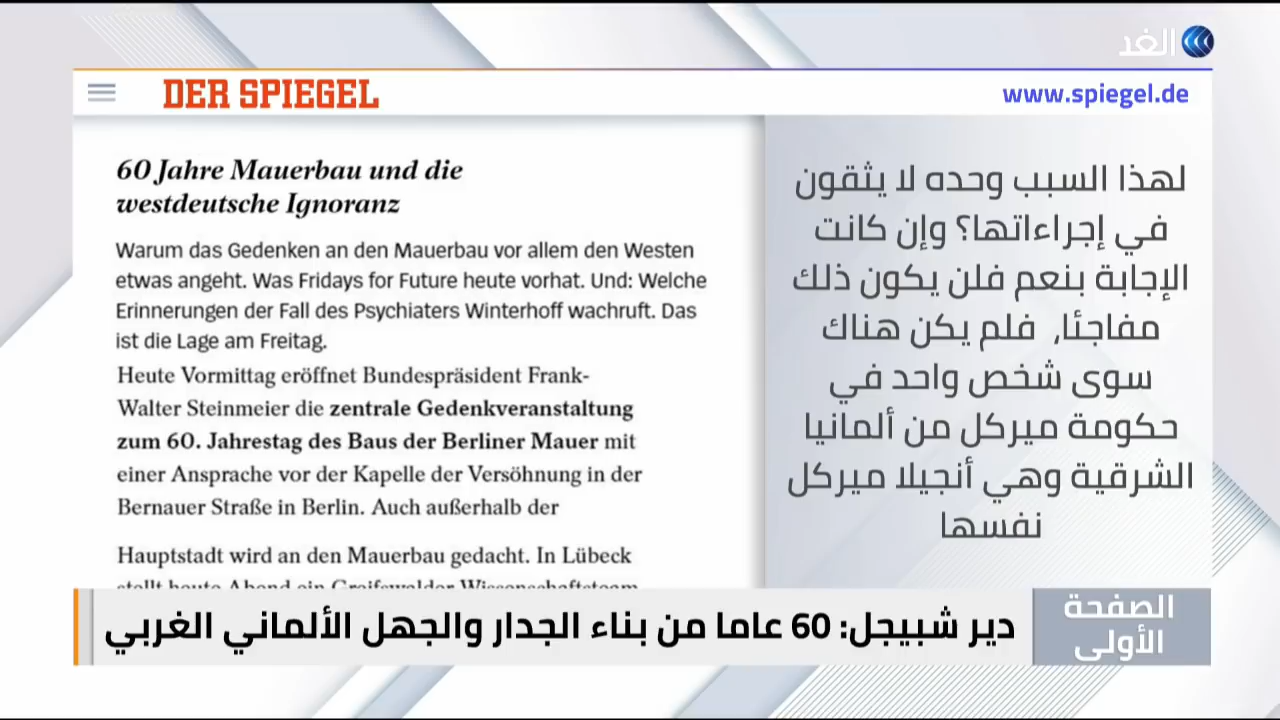 الغد
DER SPIEGEL
www.spiegel.de
60 Jahre Mauerbau und die
westdeutsche Ignoranz
Warum das Gedenken an den Mauerbau vor allem den Westen
etwas angeht. Was Fridays for Future heute vorhat. Und: Welche
Erinnerungen der Fall des Psychiaters Winterhoff wachruft. Das
ist die Lage am Freitag.
Heute Vormittag eröffnet Bundespräsident Frank-
Walter Steinmeier die zentrale Gedenkveranstaltung
zum 60. Jahrestag des Baus der Berliner Mauer mit
einer Ansprache vor der Kapelle der Versöhnung in der
Bernauer Straße in Berlin. Auch außerhalb der
Hauptstadt wird an den Mauerbau gedacht. In Lübeck
stellt heute Abend ein Greifswalder Wissenschaftsteam
لهذا السبب وحده لا يثقون
في إجراءاتها؟ وإن كانت
الإجابة بنعم فلن يكون ذلك
مفاجئا، فلم يكن هناك
سوى شخص واحد في
حكومة ميركل من ألمانيا
الشرقية وهي أنجيلا ميركل
نفسها
الصفحة
الأولى
دير شبيجل: 60 عاما من بناء الجدار والجهل الألماني الغربي